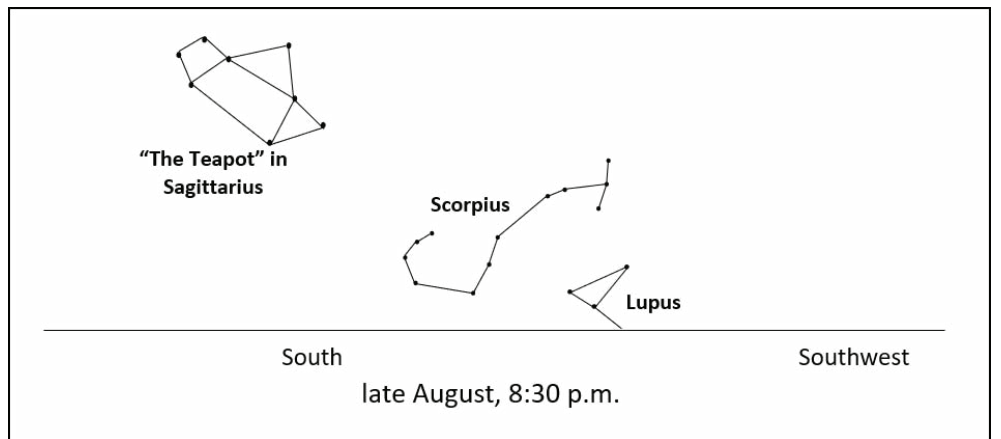 “The Teapot” in
Sagittarius
Scorpius
Lupus
South
Southwest
late August, 8:30 p.m.